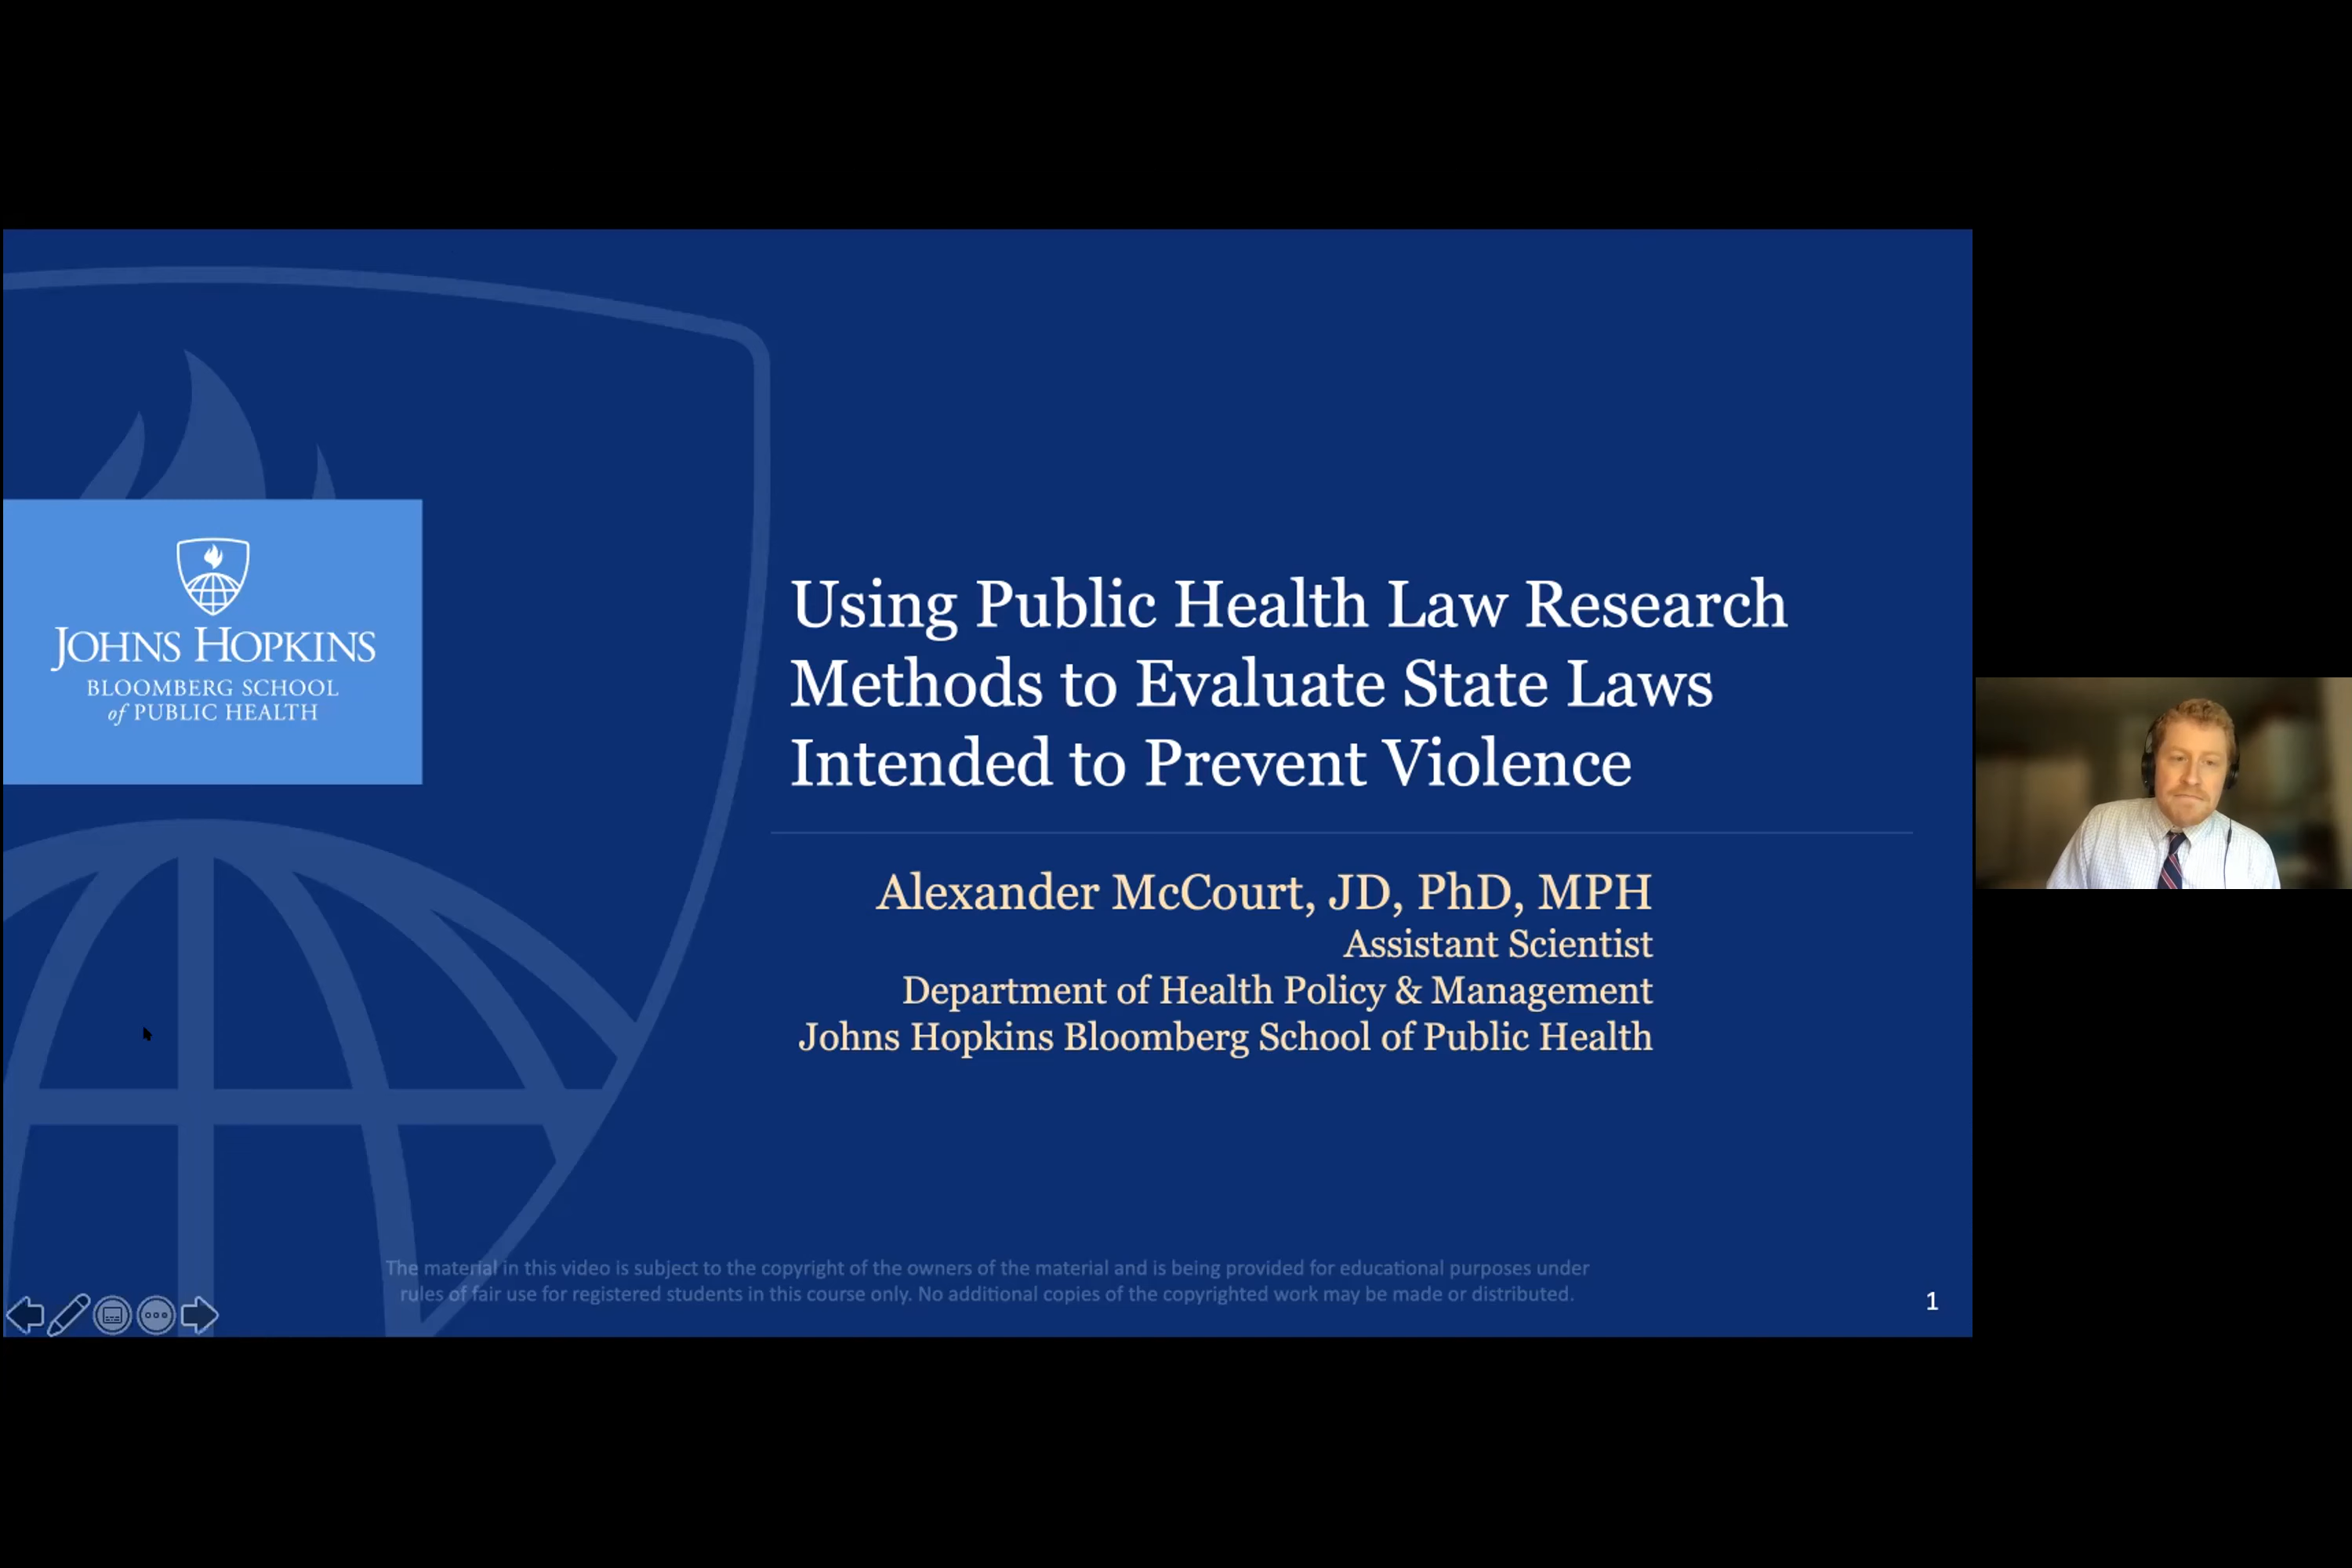 JOHNS HOPKINS
BLOOMBERG SCHOOL
of PUBLIC HEALTH
Using Public Health Law Research
Methods to Evaluate State Laws
Intended to Prevent Violence
Alexander McCourt, JD, PhD, MPH
Assistant Scientist
Department of Health Policy & Management
Johns Hopkins Bloomberg School of Public Health
The material in this video is subject to the copyright of the owners of the material and is being provided for educational purposes under
rules of fair use for registered students in this course only. No additional copies of the copyrighted work may be made or distributed.
1